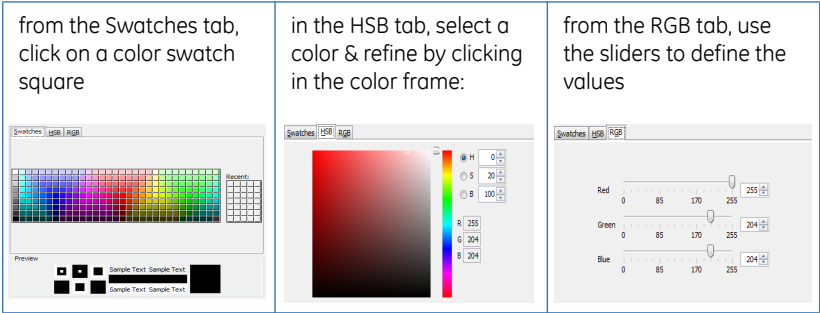 from the Swatches tab,
click on a color swatch
square
Swatches HSB RGB
Recent:
Preview
Sample Text Sample Text
Sample Text Sample Text
in the HSB tab, select a
color & refine by clicking
in the color frame:
Swatches HSB RGB
H 0
S 20
B 100
R 255
G 204
B 204
from the RGB tab, use
the sliders to define the
values
Swatches HSB RGB
Red 255
0 85 170 255
Green 204
0 85 170 255
Blue 204
0 85 170 255